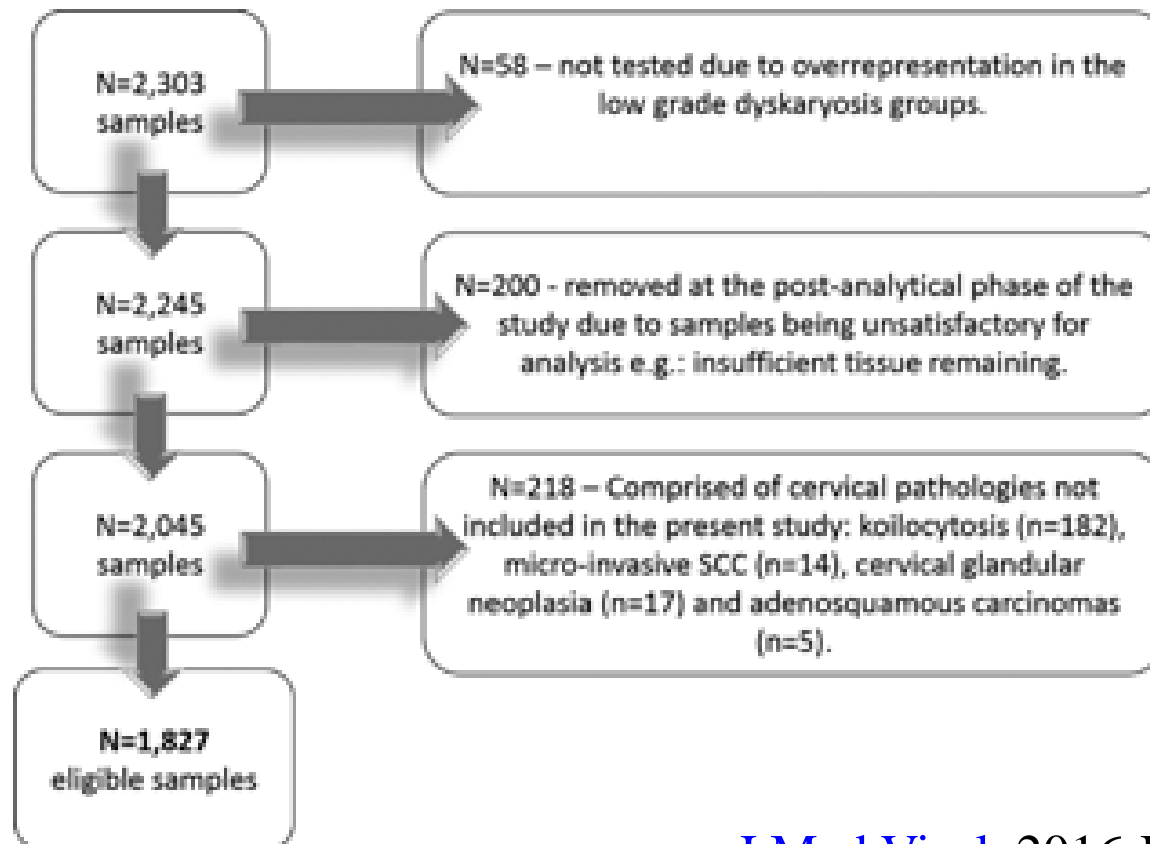 N=2,303
samples
N=58 – not tested due to overrepresentation in the
low grade dyskaryosis groups.
N=2,245
samples
N=200 - removed at the post-analytical phase of the
study due to samples being unsatisfactory for
analysis e.g.: insufficient tissue remaining.
N=2,045
samples
N=218 – Comprised of cervical pathologies not
included in the present study: koilocytosis (n=182),
micro-invasive SCC (n=14), cervical glandular
neoplasia (n=17) and adenosquamous carcinomas
(n=5).
N=1,827
eligible samples
2016